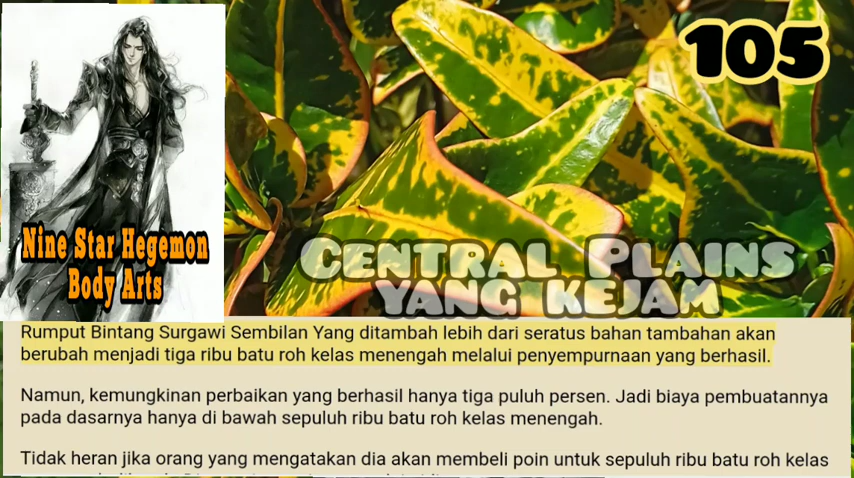 105
Nine Star Hegemon
Body Arts
Central Plains
Yang Kejam
Rumput Bintang Surgawi Sembilan Yang ditambah lebih dari seratus bahan tambahan akan
berubah menjadi tiga ribu batu roh kelas menengah melalui penyempurnaan yang berhasil.
Namun, kemungkinan perbaikan yang berhasil hanya tiga puluh persen. Jadi biaya pembuatannya
pada dasarnya hanya di bawah sepuluh ribu batu roh kelas menengah.
Tidak heran jika orang yang mengatakan dia akan membeli poin untuk sepuluh ribu batu roh kelas